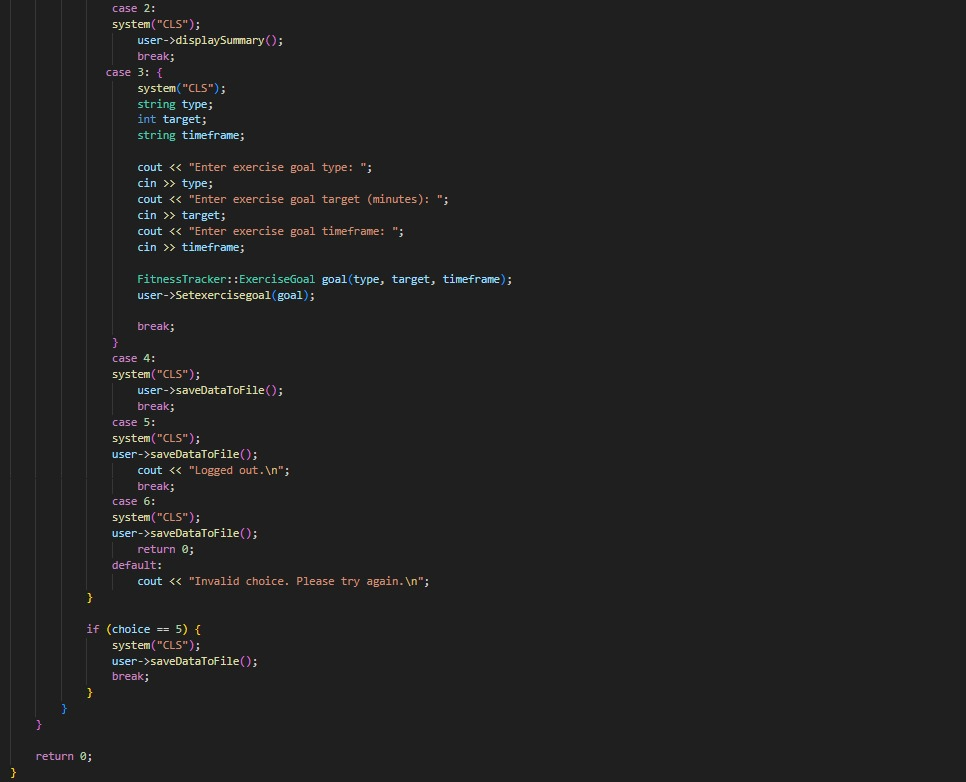 case 2:
system("CLS");
user->displaySummary();
break;
case 3: {
system("CLS");
string type;
int target;
string timeframe;
cout << "Enter exercise goal type: ";
cin >> type;
cout << "Enter exercise goal target (minutes): ";
cin >> target;
cout << "Enter exercise goal timeframe: ";
cin >> timeframe;
FitnessTracker::ExerciseGoal goal(type, target, timeframe);
user->Setexercisegoal(goal);
break;
}
case 4:
system("CLS");
user->saveDataToFile();
break;
case 5:
system("CLS");
user->saveDataToFile();
cout << "Logged out.\n";
break;
case 6:
system("CLS");
user->saveDataToFile();
return 0;
default:
cout << "Invalid choice. Please try again.\n";
}
if (choice == 5) {
system("CLS");
user->saveDataToFile();
break;
}
}
}
return 0;
}